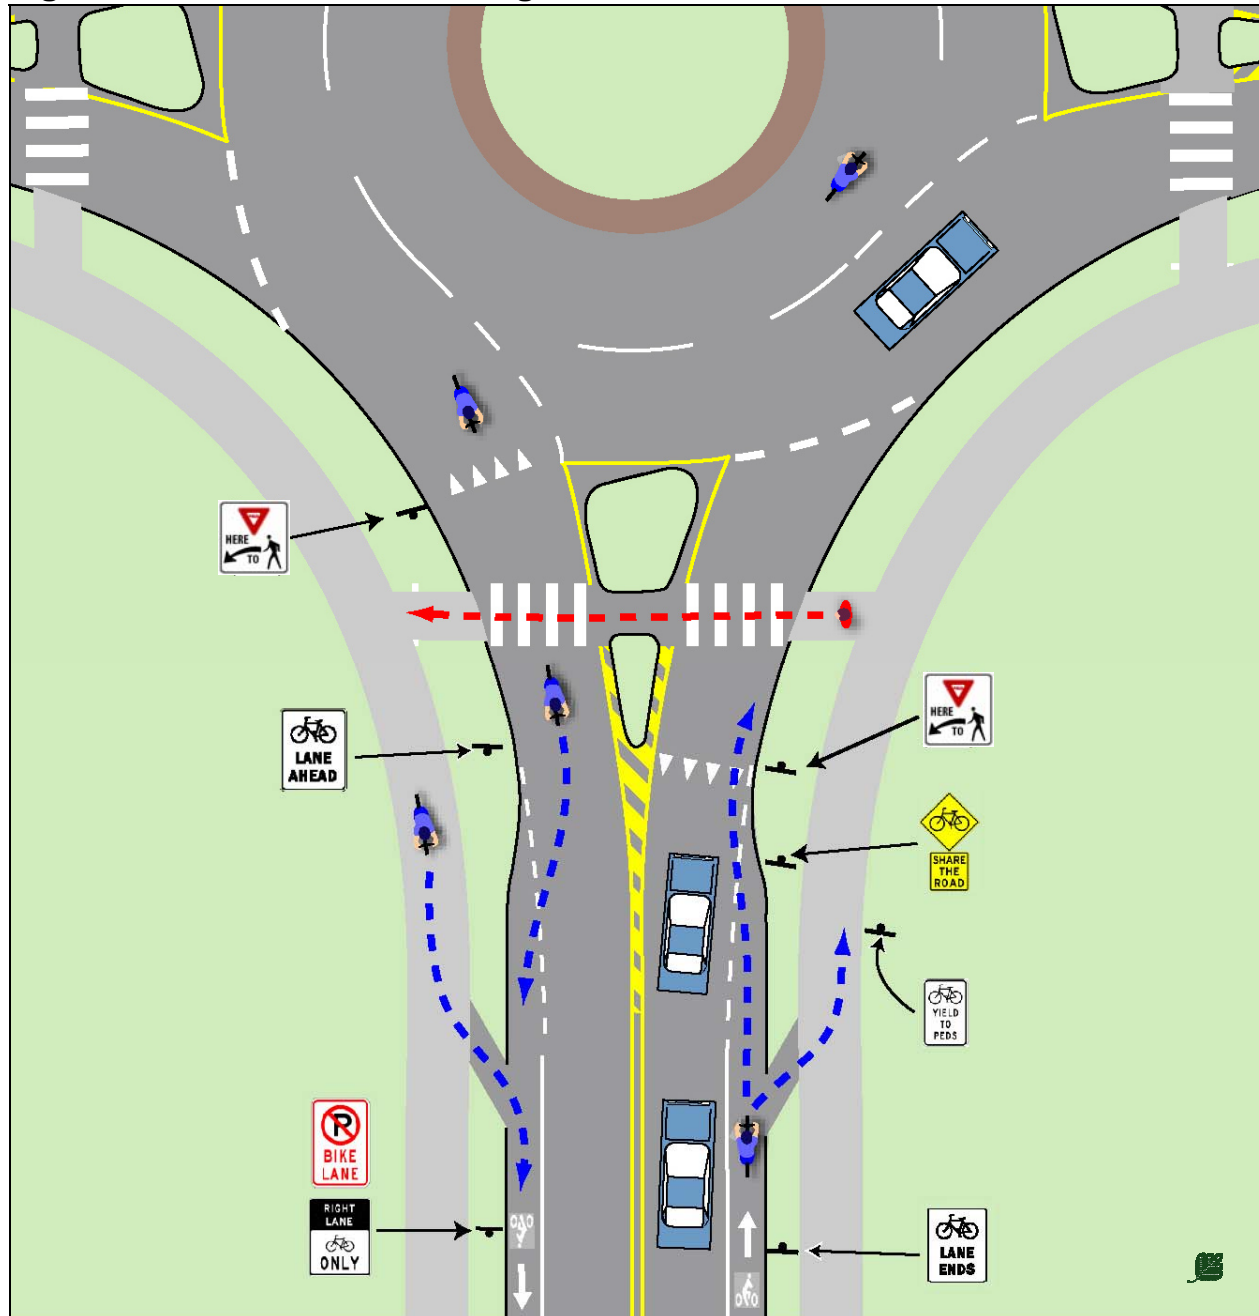 HERE
TO
LANE
AHEAD
HERE
TO
SHARE
THE
ROAD
YIELD
TO
PEDS
P
BIKE
LANE
RIGHT
LANE
ONLY
LANE
ENDS